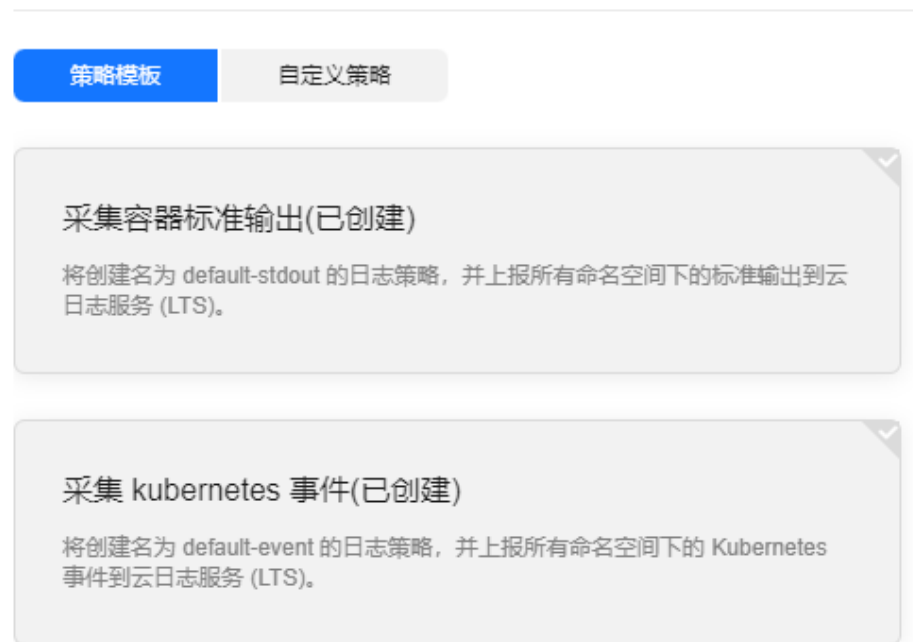 策略模板 自定义策略
采集容器标准输出(已创建)
将创建名为 default-stdout 的日志策略，并上报所有命名空间下的标准输出到云
日志服务 (LTS)。
采集 kubernetes 事件(已创建)
将创建名为 default-event 的日志策略，并上报所有命名空间下的 Kubernetes
事件到云日志服务 (LTS)。